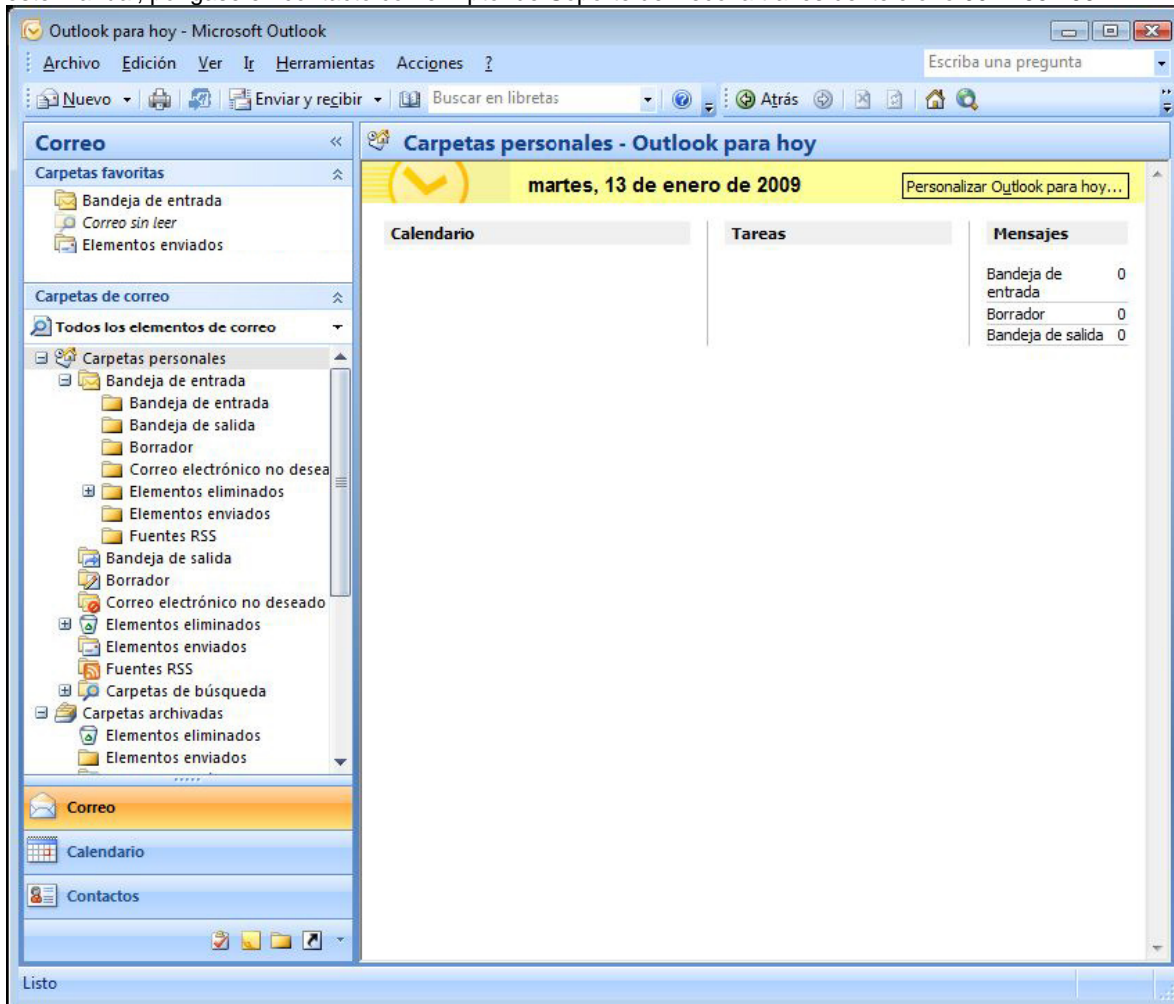 Outlook para hoy - Microsoft Outlook
Archivo Edición Ver Ir Herramientas Acciones ?
Escriba una pregunta
Nuevo Enviar y recibir Buscar en libretas Atrás
Correo
Carpetas favoritas
Bandeja de entrada
Correo sin leer
Elementos enviados
Carpetas de correo
Todos los elementos de correo
Carpetas personales
Bandeja de entrada
Bandeja de entrada
Bandeja de salida
Borrador
Correo electrónico no desea
Elementos eliminados
Elementos enviados
Fuentes RSS
Bandeja de salida
Borrador
Correo electrónico no deseado
Elementos eliminados
Elementos enviados
Fuentes RSS
Carpetas de búsqueda
Carpetas archivadas
Elementos eliminados
Elementos enviados
Correo
Calendario
Contactos
Carpetas personales - Outlook para hoy
martes, 13 de enero de 2009
Personalizar Outlook para hoy...
Calendario
Tareas
Mensajes
Bandeja de 0
entrada
Borrador 0
Bandeja de salida 0
Listo